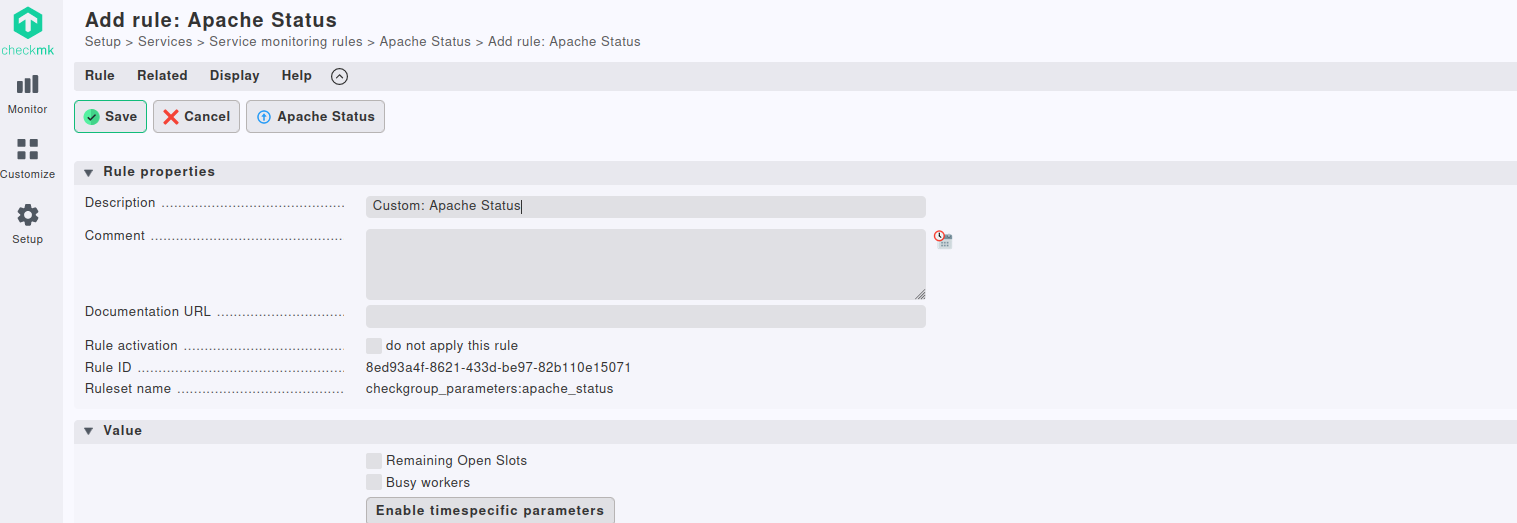 Add rule: Apache Status
Setup > Services > Service monitoring rules > Apache Status > Add rule: Apache Status
checkmk
Rule Related Display Help
Monitor
Save Cancel Apache Status
Customize
Setup
Rule properties
Description
Custom: Apache Status
Comment
Documentation URL
Rule activation
do not apply this rule
Rule ID
8ed93a4f-8621-433d-be97-82b110e15071
Ruleset name
checkgroup_parameters:apache_status
Value
Remaining Open Slots
Busy workers
Enable timespecific parameters